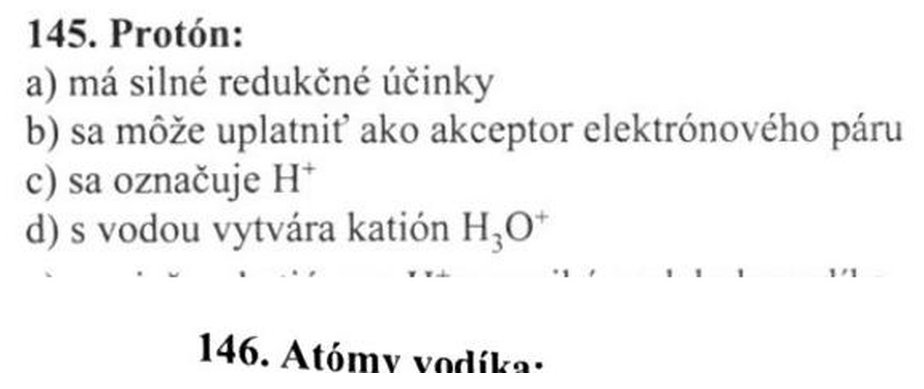 145. Protón:
a) má silné redukčné účinky
b) sa môže uplatniť ako akceptor elektrónového páru
c) sa označuje H⁺
d) s vodou vytvára katión H₃O⁺
146. Atómy vodíka: